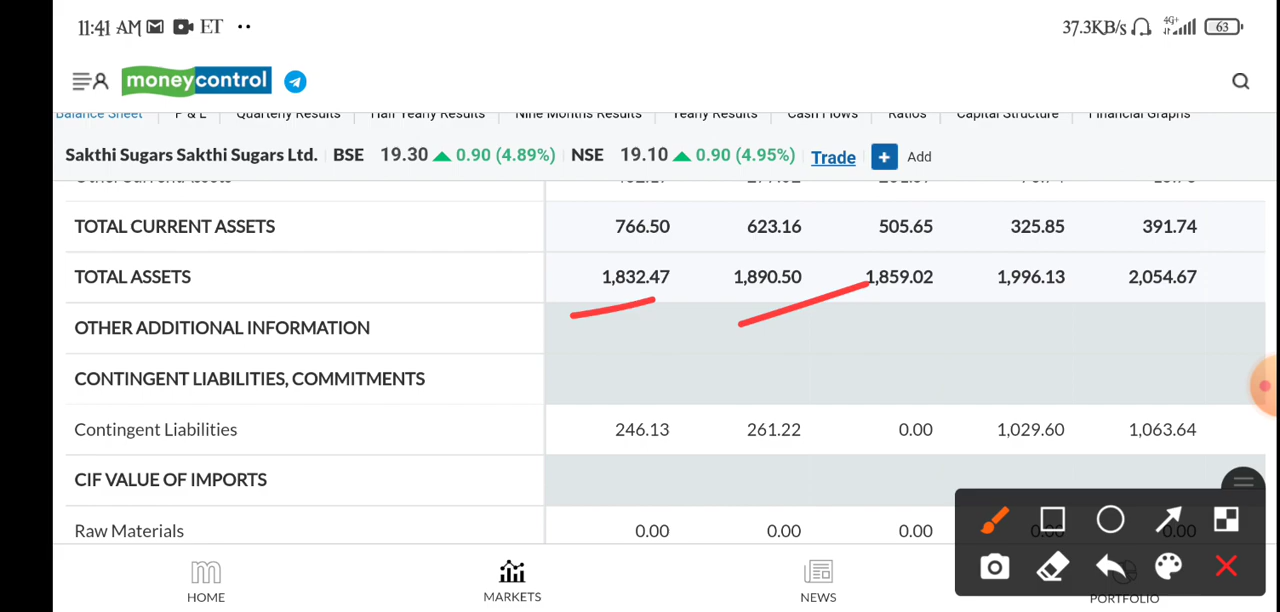 11:41 AM ET
37.3KB/s 4G+ 63
moneycontrol
Balance Sheet P & L Quarterly Results Half Yearly Results Nine Months Results Yearly Results Cash Flows Ratios Capital Structure Financial Graphs
Sakthi Sugars Sakthi Sugars Ltd. BSE 19.30 0.90 (4.89%) NSE 19.10 0.90 (4.95%) Trade + Add
Other Current Assets
TOTAL CURRENT ASSETS 766.50 623.16 505.65 325.85 391.74
TOTAL ASSETS 1,832.47 1,890.50 1,859.02 1,996.13 2,054.67
OTHER ADDITIONAL INFORMATION
CONTINGENT LIABILITIES, COMMITMENTS
Contingent Liabilities 246.13 261.22 0.00 1,029.60 1,063.64
CIF VALUE OF IMPORTS
Raw Materials 0.00 0.00 0.00 0.00 0.00
HOME MARKETS NEWS PORTFOLIO